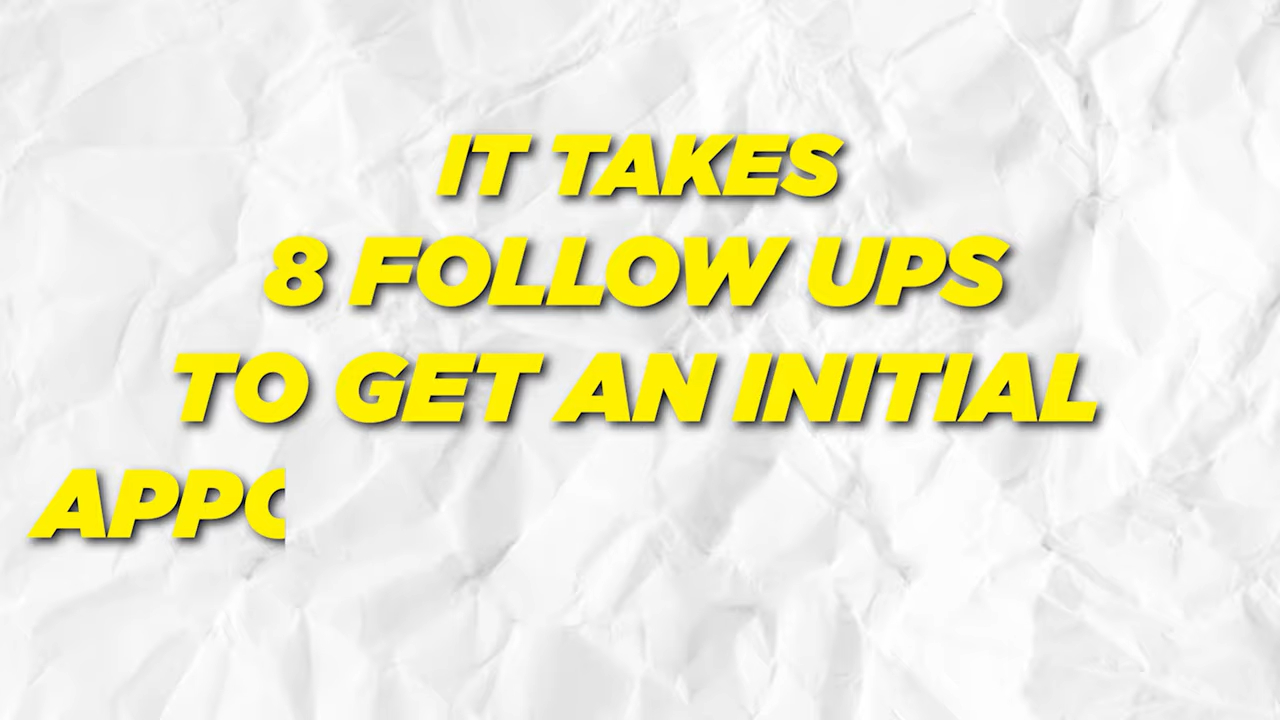 IT TAKES
8 FOLLOW UPS
TO GET AN INITIAL